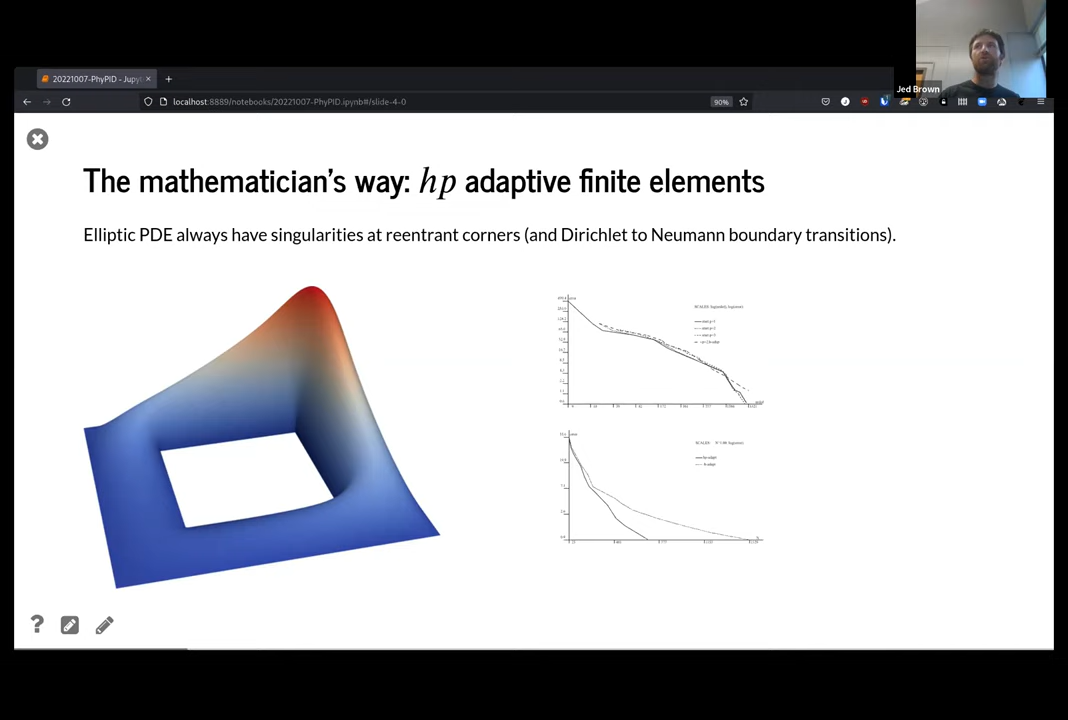 Jed Brown
20221007-PhyPID - Jupy
localhost:8889/notebooks/20221007-PhyPID.ipynb#/slide-4-0
90%
The mathematician's way: hp adaptive finite elements
Elliptic PDE always have singularities at reentrant corners (and Dirichlet to Neumann boundary transitions).